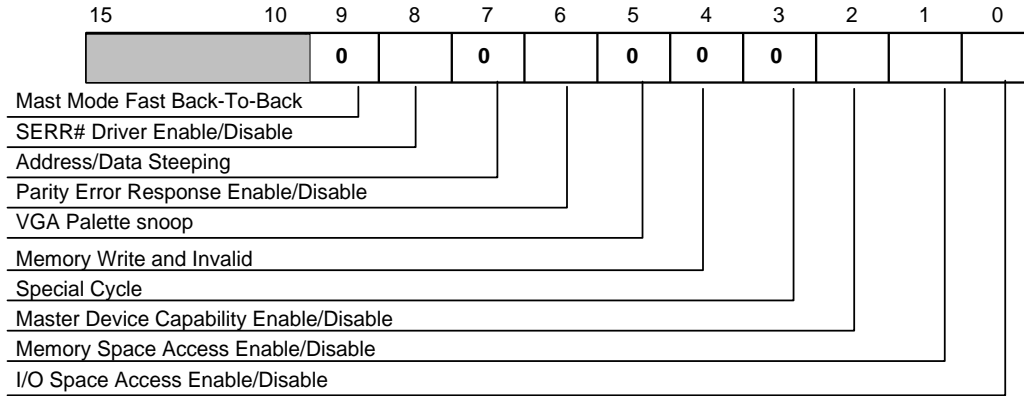 15 10 9 8 7 6 5 4 3 2 1 0
0 0 0 0 0
Mast Mode Fast Back-To-Back
SERR# Driver Enable/Disable
Address/Data Steeping
Parity Error Response Enable/Disable
VGA Palette snoop
Memory Write and Invalid
Special Cycle
Master Device Capability Enable/Disable
Memory Space Access Enable/Disable
I/O Space Access Enable/Disable